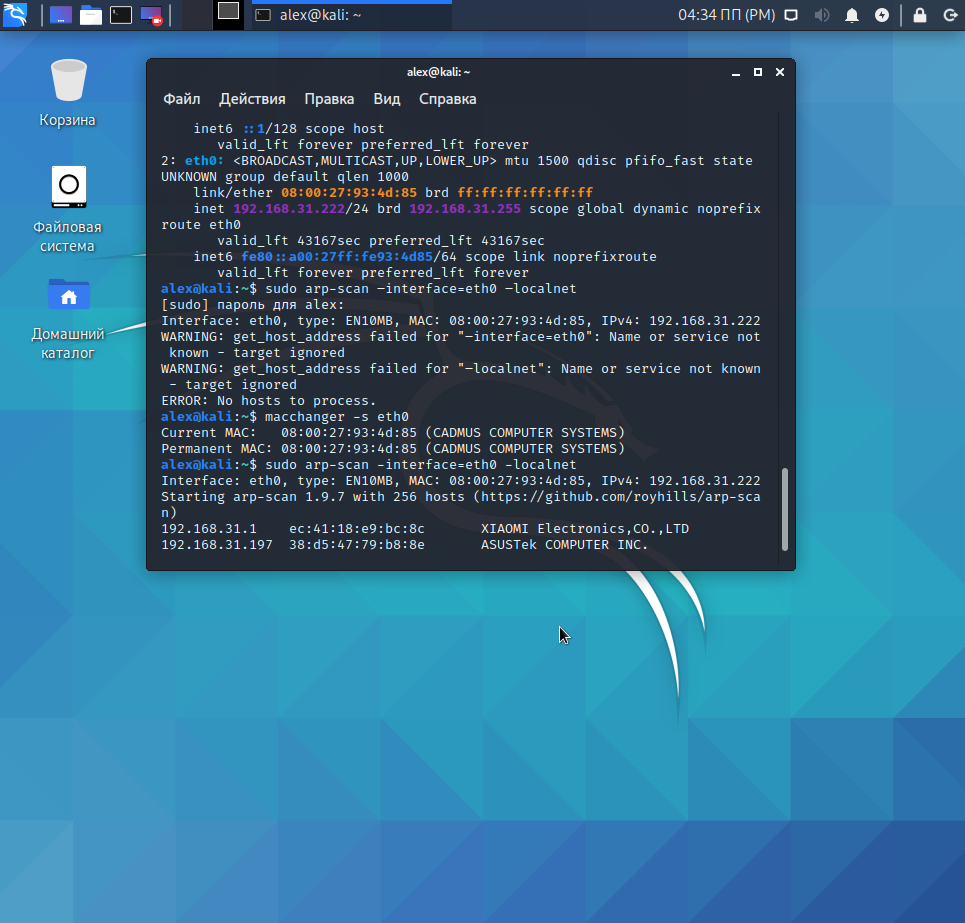 alex@kali: ~
04:34 ПП (PM)
Корзина
Файловая
система
Домашний
каталог
alex@kali: ~
Файл Действия Правка Вид Справка
inet6 ::1/128 scope host
valid_lft forever preferred_lft forever
2: eth0: <BROADCAST,MULTICAST,UP,LOWER_UP> mtu 1500 qdisc pfifo_fast state
UNKNOWN group default qlen 1000
link/ether 08:00:27:93:4d:85 brd ff:ff:ff:ff:ff:ff
inet 192.168.31.222/24 brd 192.168.31.255 scope global dynamic noprefix
route eth0
valid_lft 43167sec preferred_lft 43167sec
inet6 fe80::a00:27ff:fe93:4d85/64 scope link noprefixroute
valid_lft forever preferred_lft forever
alex@kali:~$ sudo arp-scan —interface=eth0 —localnet
[sudo] пароль для alex:
Interface: eth0, type: EN10MB, MAC: 08:00:27:93:4d:85, IPv4: 192.168.31.222
WARNING: get_host_address failed for "—interface=eth0": Name or service not
known - target ignored
WARNING: get_host_address failed for "—localnet": Name or service not known
- target ignored
ERROR: No hosts to process.
alex@kali:~$ macchanger -s eth0
Current MAC:   08:00:27:93:4d:85 (CADMUS COMPUTER SYSTEMS)
Permanent MAC: 08:00:27:93:4d:85 (CADMUS COMPUTER SYSTEMS)
alex@kali:~$ sudo arp-scan -interface=eth0 -localnet
Interface: eth0, type: EN10MB, MAC: 08:00:27:93:4d:85, IPv4: 192.168.31.222
Starting arp-scan 1.9.7 with 256 hosts (https://github.com/royhills/arp-sca
n)
192.168.31.1    ec:41:18:e9:bc:8c       XIAOMI Electronics,CO.,LTD
192.168.31.197  38:d5:47:79:b8:8e       ASUSTek COMPUTER INC.